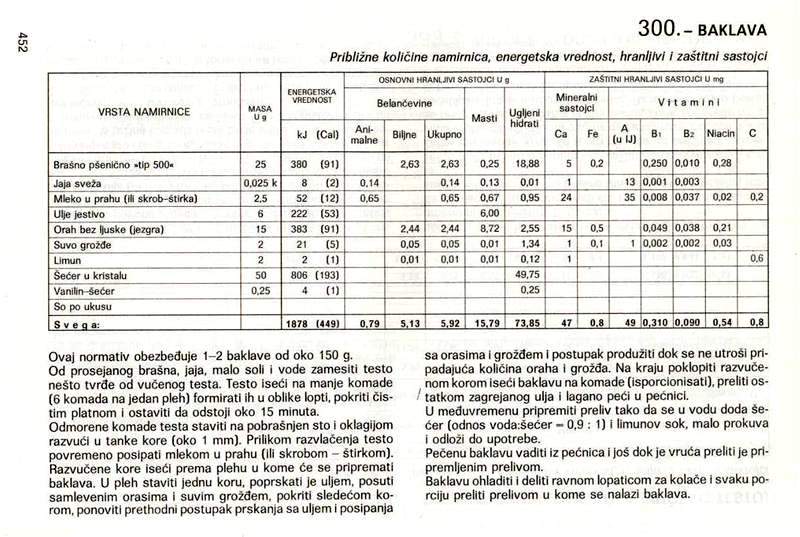 452
300.- BAKLAVA
Približne količine namirnica, energetska vrednost, hranljivi i zaštitni sastojci
VRSTA NAMIRNICE MASA U g ENERGETSKA VREDNOST OSNOVNI HRANLJIVI SASTOJCI U g ZAŠTITNI HRANLJIVI SASTOJCI U mg
Belančevine Masti Ugljeni hidrati Mineralni sastojci Vitamini
kJ (Cal) Animalne Biljne Ukupno Ca Fe A (u IJ) B1 B2 Niacin C
Brašno pšenično »tip 500« 25 380 (91) 2,63 2,63 0,25 18,88 5 0,2 0,250 0,010 0,28
Jaja sveža 0,025 k 8 (2) 0,14 0,14 0,13 0,01 1 13 0,001 0,003
Mleko u prahu (ili skrob-štirka) 2,5 52 (12) 0,65 0,65 0,67 0,95 24 35 0,008 0,037 0,02 0,2
Ulje jestivo 6 222 (53) 6,00
Orah bez ljuske (jezgra) 15 383 (91) 2,44 2,44 8,72 2,55 15 0,5 0,049 0,038 0,21
Suvo grožđe 2 21 (5) 0,05 0,05 0,01 1,34 1 0,1 1 0,002 0,002 0,03
Limun 2 2 (1) 0,01 0,01 0,01 0,12 1 0,6
Šećer u kristalu 50 806 (193) 49,75
Vanilin-šećer 0,25 4 (1) 0,25
So po ukusu
Svega: 1878 (449) 0,79 5,13 5,92 15,79 73,85 47 0,8 49 0,310 0,090 0,54 0,8
Ovaj normativ obezbeđuje 1–2 baklave od oko 150 g.
Od prosejanog brašna, jaja, malo soli i vode zamesiti testo
nešto tvrđe od vučenog testa. Testo iseći na manje komade
(6 komada na jedan pleh) formirati ih u oblike lopti, pokriti čis-
tim platnom i ostaviti da odstoji oko 15 minuta.
Odmorene komade testa staviti na pobrašnjen sto i oklagijom
razvući u tanke kore (oko 1 mm). Prilikom razvlačenja testo
povremeno posipati mlekom u prahu (ili skrobom – štirkom).
Razvučene kore iseći prema plehu u kome će se pripremati
baklava. U pleh staviti jednu koru, poprskati je uljem, posuti
samlevenim orasima i suvim grožđem, pokriti sledećom ko-
rom, ponoviti prethodni postupak prskanja sa uljem i posipanja
sa orasima i grožđem i postupak produžiti dok se ne utroši pri-
padajuća količina oraha i grožđa. Na kraju poklopiti razvuče-
nom korom iseći baklavu na komade (isporcionisati), preliti os-
tatkom zagrejanog ulja i lagano peći u pećnici.
U međuvremenu pripremiti preliv tako da se u vodu doda še-
ćer (odnos voda:šećer = 0,9 : 1) i limunov sok, malo prokuva
i odloži do upotrebe.
Pečenu baklavu vaditi iz pećnica i još dok je vruća preliti je pri-
premljenim prelivom.
Baklavu ohladiti i deliti ravnom lopaticom za kolače i svaku po-
rciju preliti prelivom u kome se nalazi baklava.